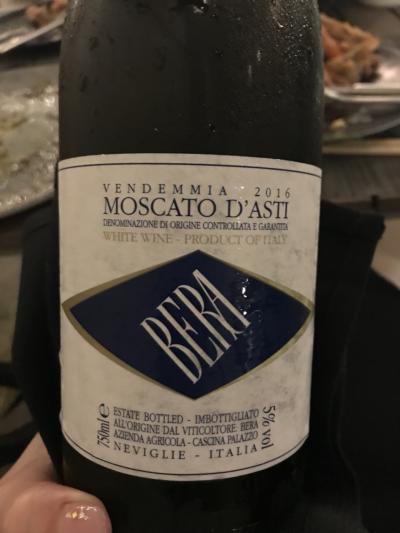 VENDEMMIA 2016
MOSCATO D'ASTI
DENOMINAZIONE DI ORIGINE CONTROLLATA E GARANTITA
WHITE WINE - PRODUCT OF ITALY
BERA
750ml e
ESTATE BOTTLED - IMBOTTIGLIATO
ALL'ORIGINE DAL VITICOLTORE BERA
AZIENDA AGRICOLA - CASCINA PALAZZO
NEVIGLIE - ITALIA
5% vol